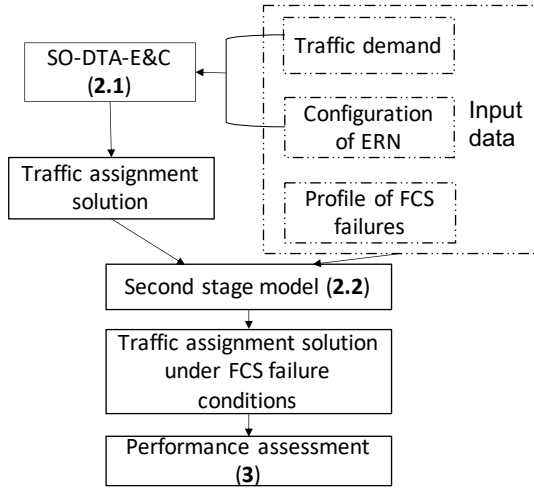 SO-DTA-E&C
(2.1)
Traffic demand
Configuration
of ERN
Input
data
Traffic assignment
solution
Profile of FCS
failures
Second stage model (2.2)
Traffic assignment solution
under FCS failure
conditions
Performance assessment
(3)